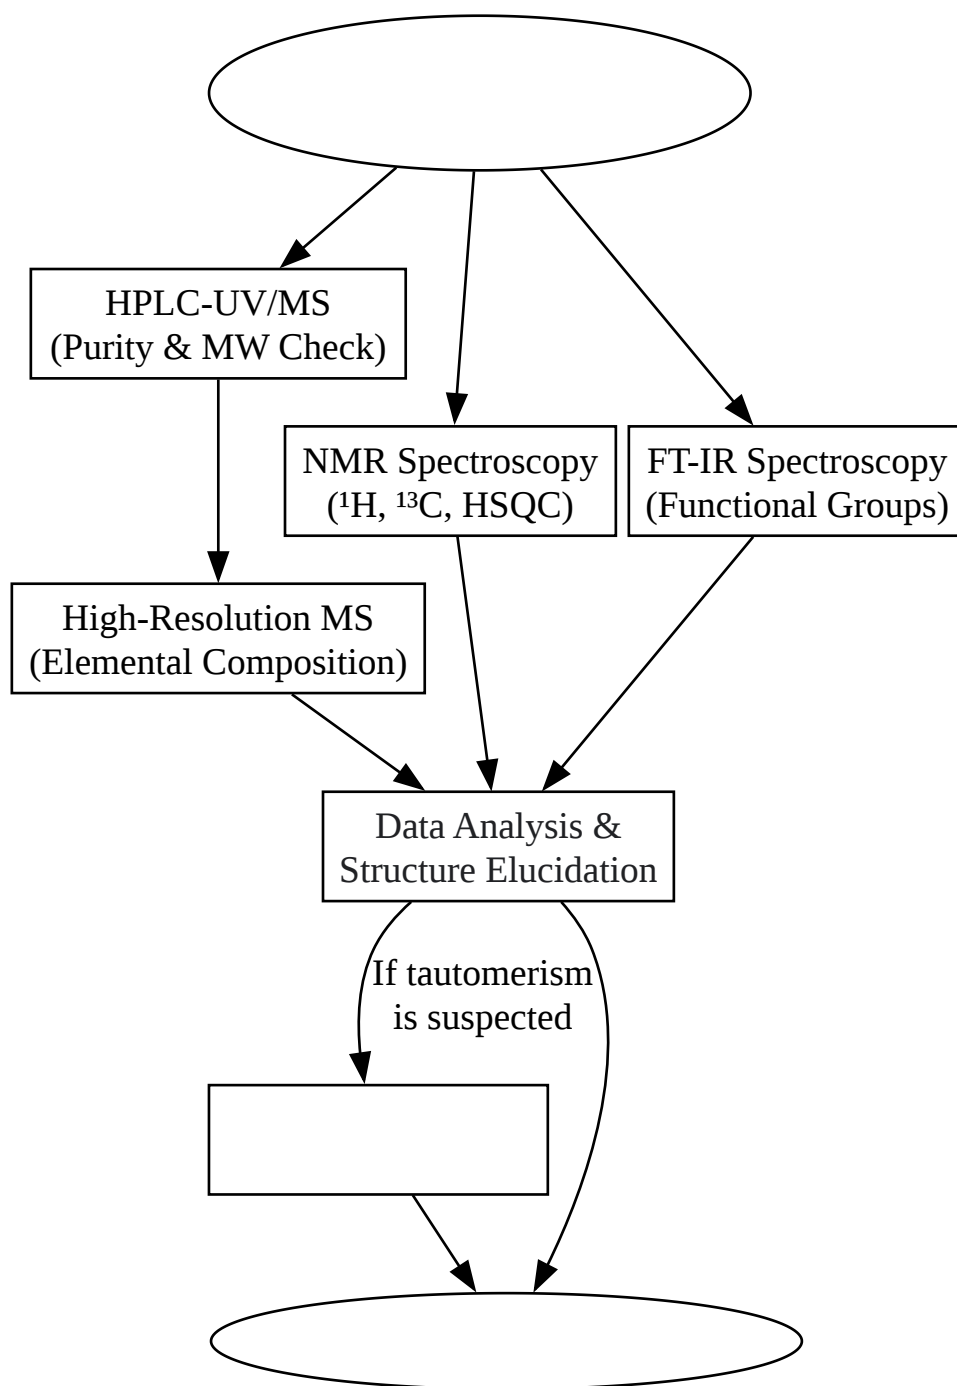 HPLC-UV/MS
(Purity & MW Check)
NMR Spectroscopy
(¹H, ¹³C, HSQC)
FT-IR Spectroscopy
(Functional Groups)
High-Resolution MS
(Elemental Composition)
Data Analysis &
Structure Elucidation
If tautomerism
is suspected